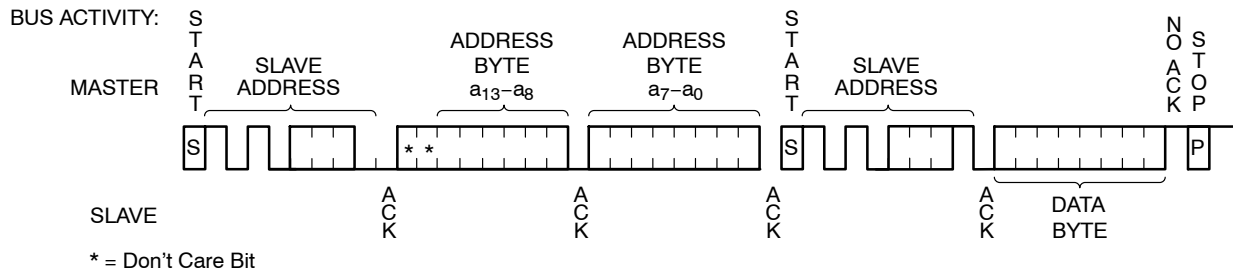 BUS ACTIVITY:
MASTER
START
SLAVE
ADDRESS
ADDRESS
BYTE
a13–a8
ADDRESS
BYTE
a7–a0
START
SLAVE
ADDRESS
NO ACK
STOP
S
* *
S
P
SLAVE
ACK
ACK
ACK
ACK
DATA
BYTE
* = Don't Care Bit